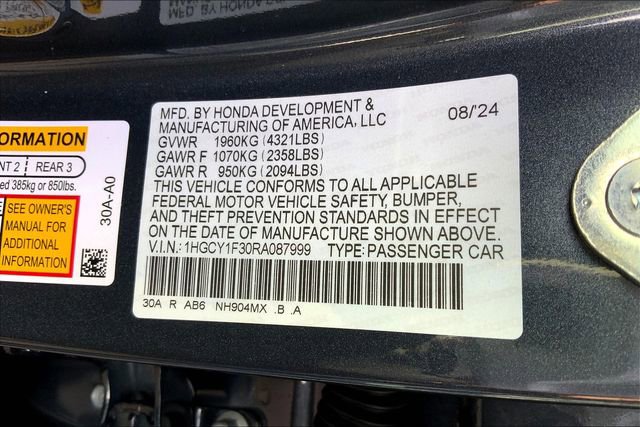 MFD. BY HONDA DEVELOPMENT &
MANUFACTURING OF AMERICA, LLC
08/'24
GVWR 1960KG (4321LBS)
GAWR F 1070KG (2358LBS)
GAWR R 950KG (2094LBS)
THIS VEHICLE CONFORMS TO ALL APPLICABLE
FEDERAL MOTOR VEHICLE SAFETY, BUMPER,
AND THEFT PREVENTION STANDARDS IN EFFECT
ON THE DATE OF MANUFACTURE SHOWN ABOVE.
V.I.N.: 1HGCY1F30RA087999 TYPE: PASSENGER CAR
30A R AB6 NH904MX .B .A
REAR 3
385kg or 850lbs.
SEE OWNER'S
MANUAL FOR
ADDITIONAL
INFORMATION
30A-A0